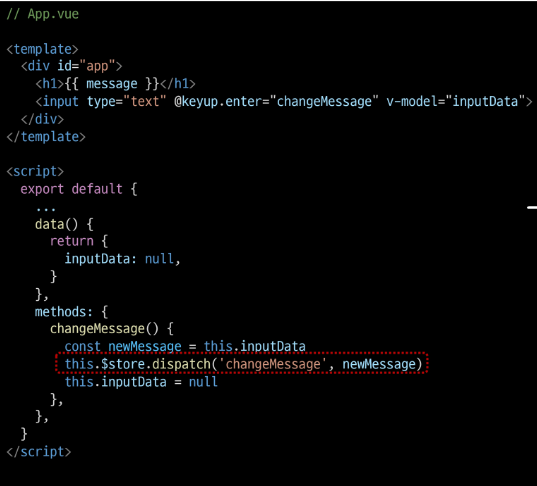 // App.vue
<template>
  <div id="app">
    <h1>{{ message }}</h1>
    <input type="text" @keyup.enter="changeMessage" v-model="inputData">
  </div>
</template>
<script>
  export default {
    ...
    data() {
      return {
        inputData: null,
      }
    },
    methods: {
      changeMessage() {
        const newMessage = this.inputData
        this.$store.dispatch('changeMessage', newMessage)
        this.inputData = null
      },
    },
  }
</script>